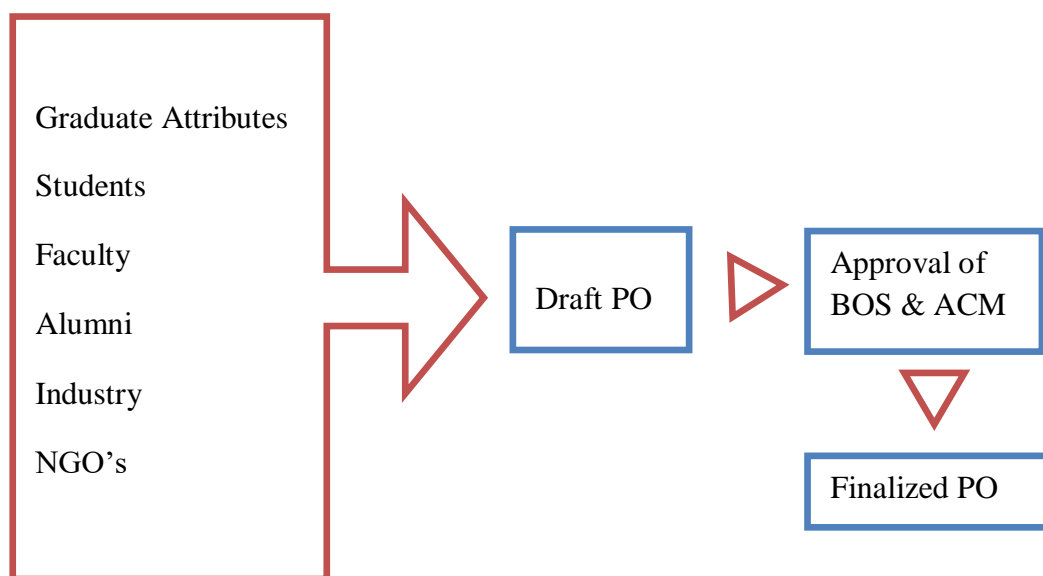 Graduate Attributes
Students
Faculty
Alumni
Industry
NGO’s
Draft PO
Approval of
BOS & ACM
Finalized PO